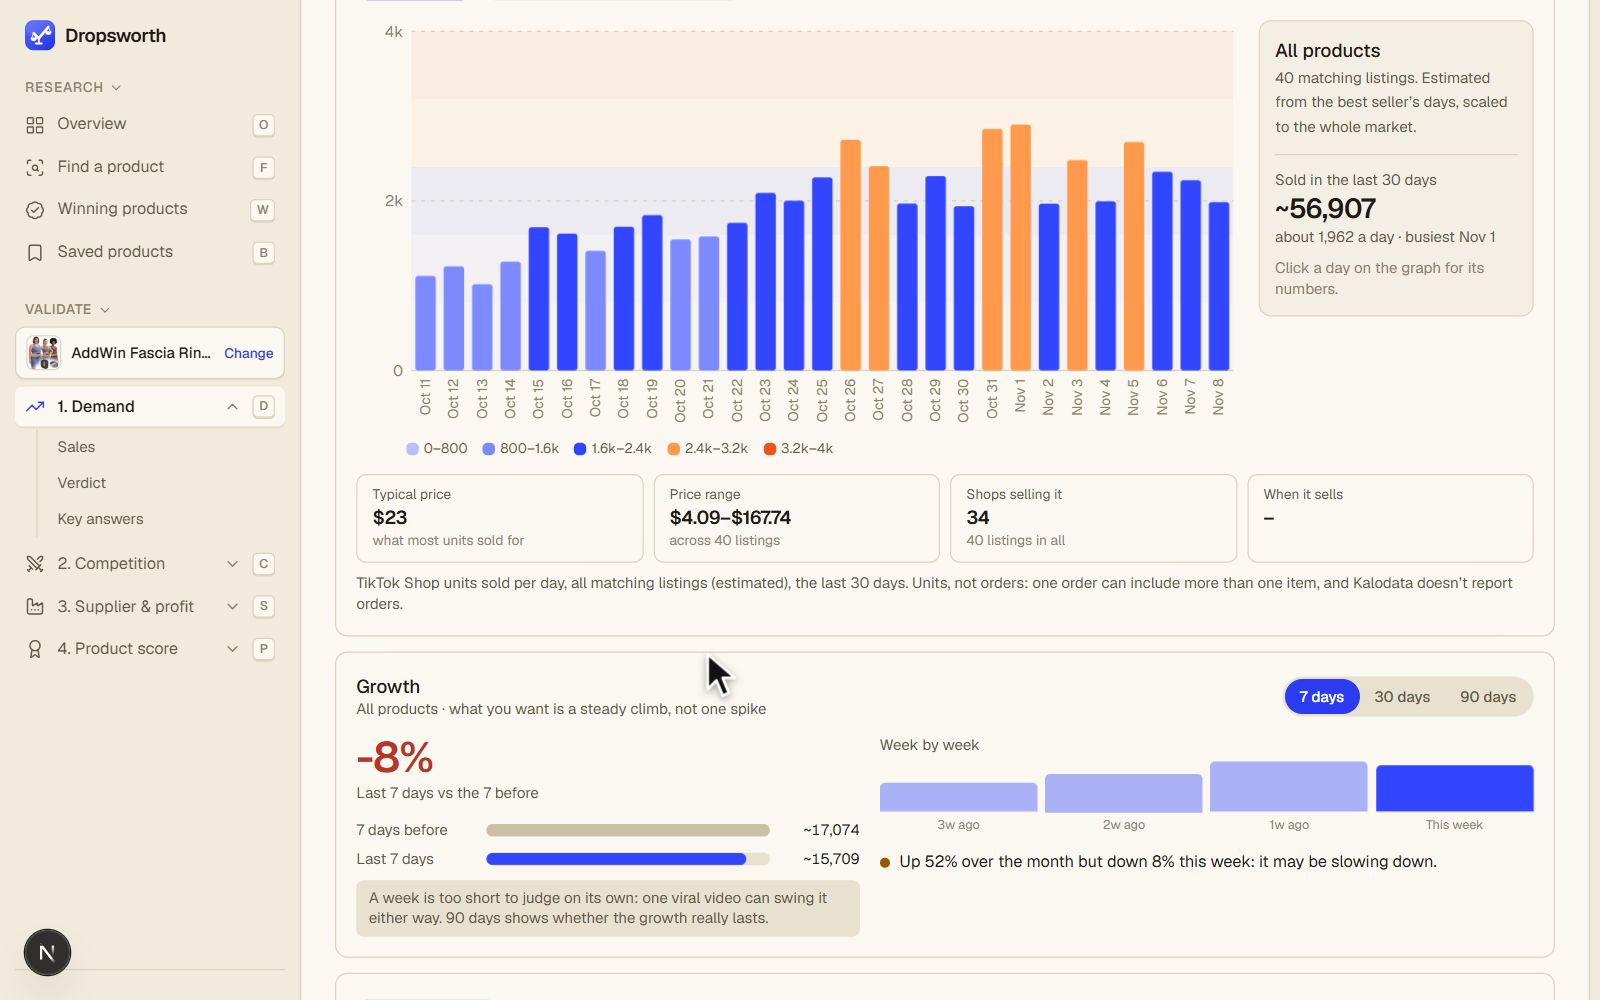 Dropsworth
RESEARCH
Overview O
Find a product F
Winning products W
Saved products B
VALIDATE
AddWin Fascia Rin... Change
1. Demand D
Sales
Verdict
Key answers
2. Competition C
3. Supplier & profit S
4. Product score P
N
4k
2k
0
Oct 11
Oct 12
Oct 13
Oct 14
Oct 15
Oct 16
Oct 17
Oct 18
Oct 19
Oct 20
Oct 21
Oct 22
Oct 23
Oct 24
Oct 25
Oct 26
Oct 27
Oct 28
Oct 29
Oct 30
Oct 31
Nov 1
Nov 2
Nov 3
Nov 4
Nov 5
Nov 6
Nov 7
Nov 8
0–800 800–1.6k 1.6k–2.4k 2.4k–3.2k 3.2k–4k
All products
40 matching listings. Estimated
from the best seller's days, scaled
to the whole market.
Sold in the last 30 days
~56,907
about 1,962 a day · busiest Nov 1
Click a day on the graph for its
numbers.
Typical price
$23
what most units sold for
Price range
$4.09–$167.74
across 40 listings
Shops selling it
34
40 listings in all
When it sells
–
TikTok Shop units sold per day, all matching listings (estimated), the last 30 days. Units, not orders: one order can include more than one item, and Kalodata doesn't report
orders.
Growth
All products · what you want is a steady climb, not one spike
7 days 30 days 90 days
-8%
Last 7 days vs the 7 before
7 days before ~17,074
Last 7 days ~15,709
A week is too short to judge on its own: one viral video can swing it
either way. 90 days shows whether the growth really lasts.
Week by week
3w ago 2w ago 1w ago This week
Up 52% over the month but down 8% this week: it may be slowing down.